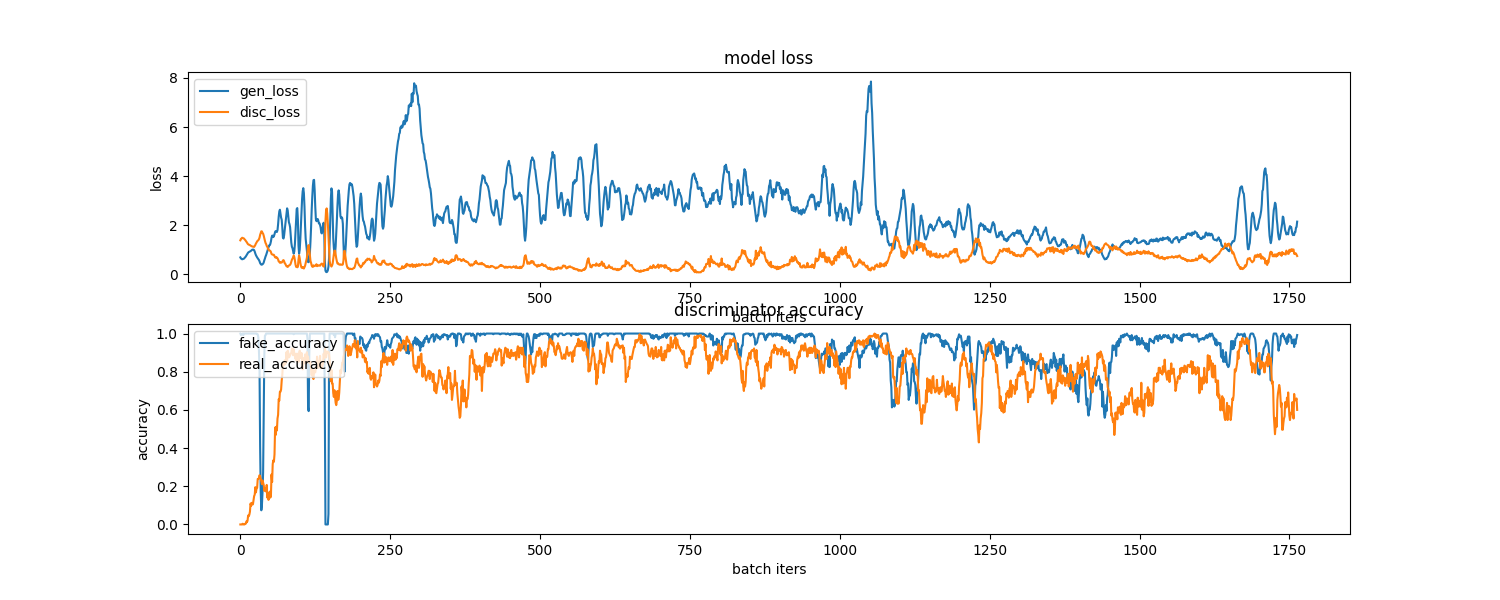 model loss
8
6
4
2
0
loss
gen_loss
disc_loss
0 250 500 750 1000 1250 1500 1750
batch iters
discriminator accuracy
1.0
0.8
0.6
0.4
0.2
0.0
accuracy
fake_accuracy
real_accuracy
0 250 500 750 1000 1250 1500 1750
batch iters